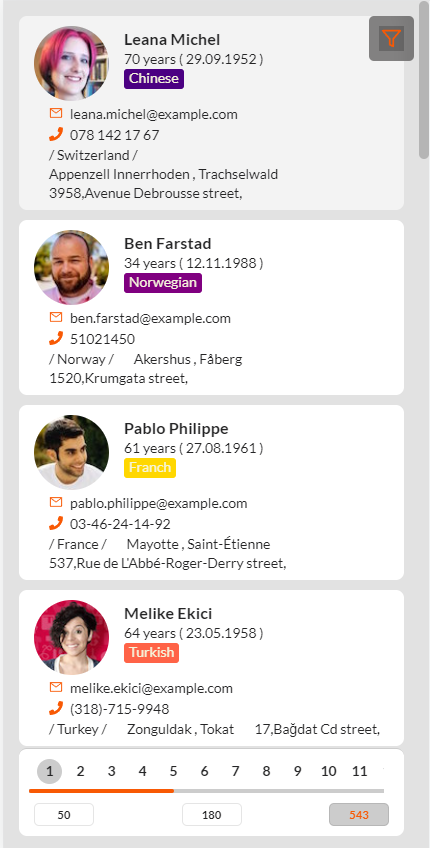 Leana Michel
70 years ( 29.09.1952 )
Chinese
leana.michel@example.com
078 142 17 67
/ Switzerland /
Appenzell Innerrhoden , Trachselwald
3958,Avenue Debrousse street,
Ben Farstad
34 years ( 12.11.1988 )
Norwegian
ben.farstad@example.com
51021450
/ Norway / Akershus , Fåberg
1520,Krumgata street,
Pablo Philippe
61 years ( 27.08.1961 )
Franch
pablo.philippe@example.com
03-46-24-14-92
/ France / Mayotte , Saint-Étienne
537,Rue de L'Abbé-Roger-Derry street,
Melike Ekici
64 years ( 23.05.1958 )
Turkish
melike.ekici@example.com
(318)-715-9948
/ Turkey / Zonguldak , Tokat 17,Bağdat Cd street,
1 2 3 4 5 6 7 8 9 10 11
50 180 543